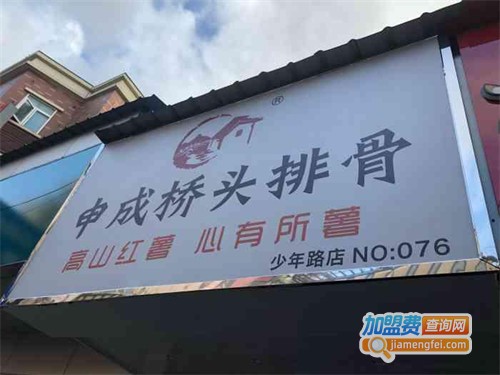 ®
申成桥头排骨
高山红薯 心有所薯
少年路店 NO:076
加盟费查询网
jiamengfei.com